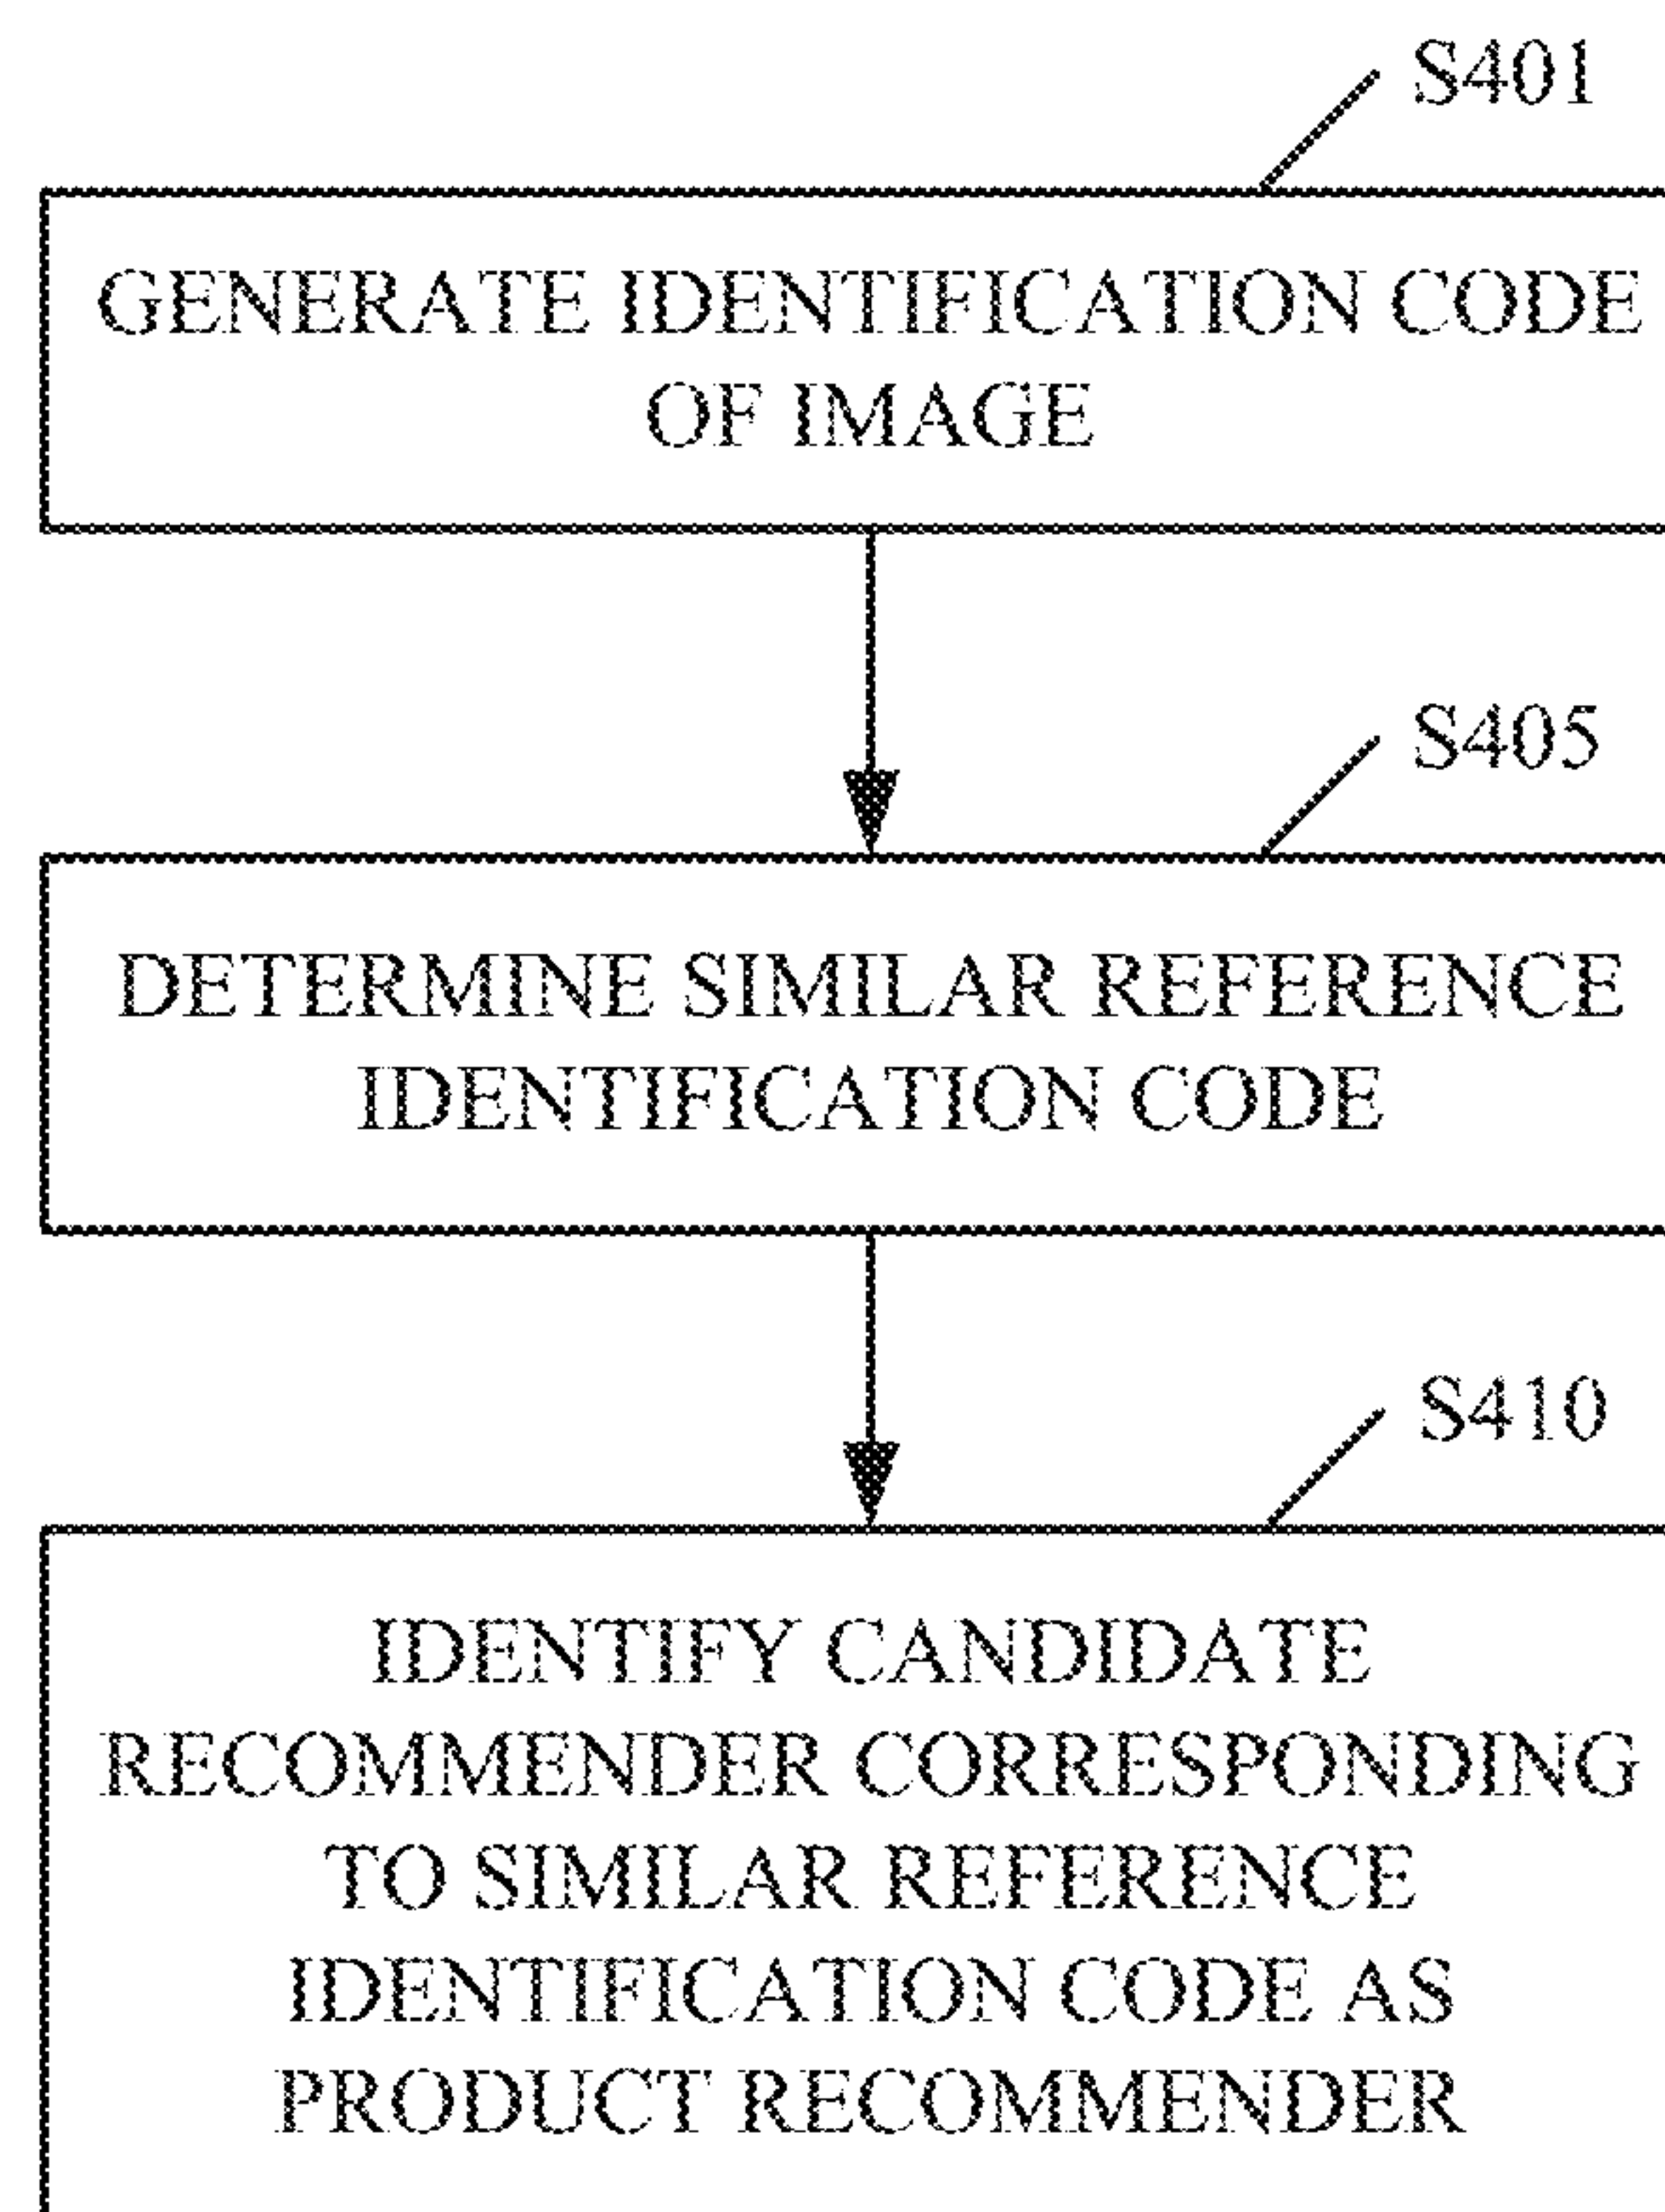 S401
GENERATE IDENTIFICATION CODE
OF IMAGE
S405
DETERMINE SIMILAR REFERENCE
IDENTIFICATION CODE
S410
IDENTIFY CANDIDATE
RECOMMENDER CORRESPONDING
TO SIMILAR REFERENCE
IDENTIFICATION CODE AS
PRODUCT RECOMMENDER